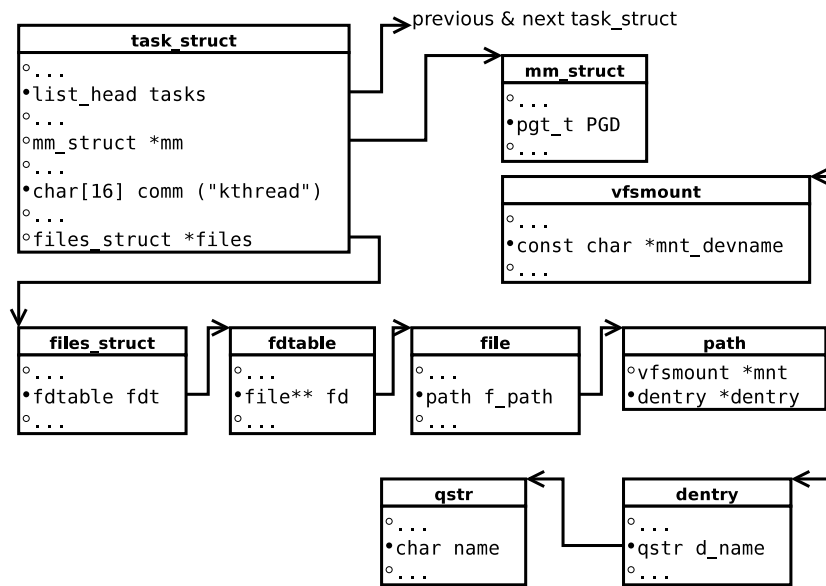 previous & next task_struct
task_struct
○...
•list_head tasks
○...
○mm_struct *mm
○...
•char[16] comm ("kthread")
○...
○files_struct *files
mm_struct
○...
•pgt_t PGD
○...
vfsmount
○...
•const char *mnt_devname
○...
files_struct
○...
•fdtable fdt
○...
fdtable
○...
•file** fd
○...
file
○...
•path f_path
○...
path
○vfsmount *mnt
•dentry *dentry
qstr
○...
•char name
○...
dentry
○...
•qstr d_name
○...